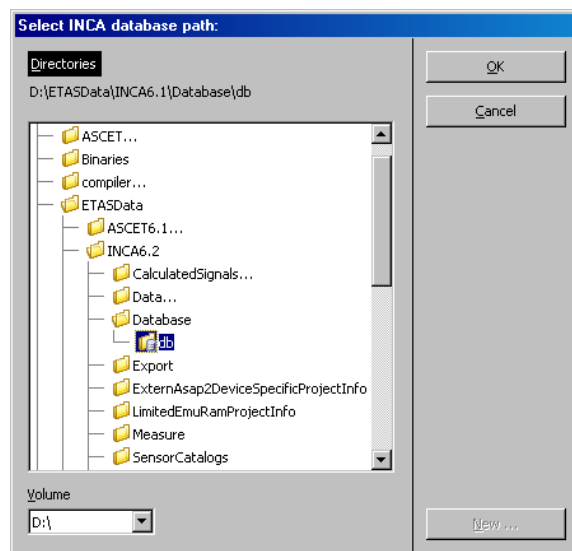 Select INCA database path:
Directories
D:\ETASData\INCA6.1\Database\db
ASCET...
Binaries
compiler...
ETASData
ASCET6.1...
INCA6.2
CalculatedSignals...
Data...
Database
db
Export
ExternAsap2DeviceSpecificProjectInfo
LimitedEmuRamProjectInfo
Measure
SensorCatalogs
Volume
D:\
OK
Cancel
New ...